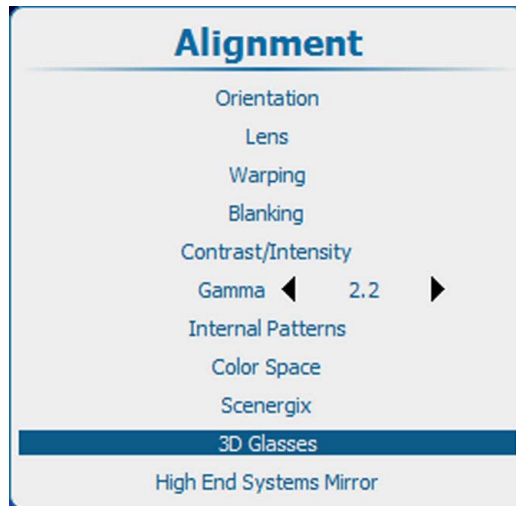 Alignment
Orientation
Lens
Warping
Blanking
Contrast/Intensity
Gamma 2.2
Internal Patterns
Color Space
Scenergix
3D Glasses
High End Systems Mirror